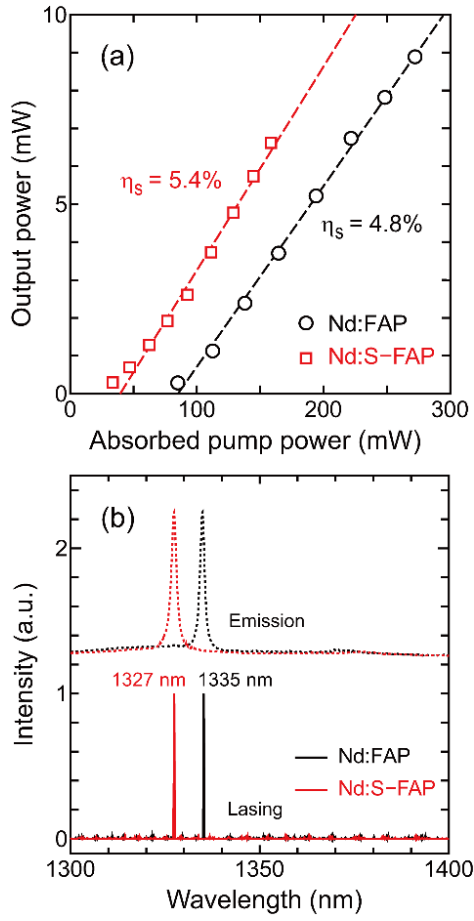 (a)
10
5
0
Output power (mW)
ηs = 5.4%
ηs = 4.8%
Nd:FAP
Nd:S−FAP
0 100 200 300
Absorbed pump power (mW)
(b)
2
1
0
Intensity (a.u.)
Emission
1327 nm 1335 nm
Nd:FAP
Nd:S−FAP
Lasing
1300 1350 1400
Wavelength (nm)